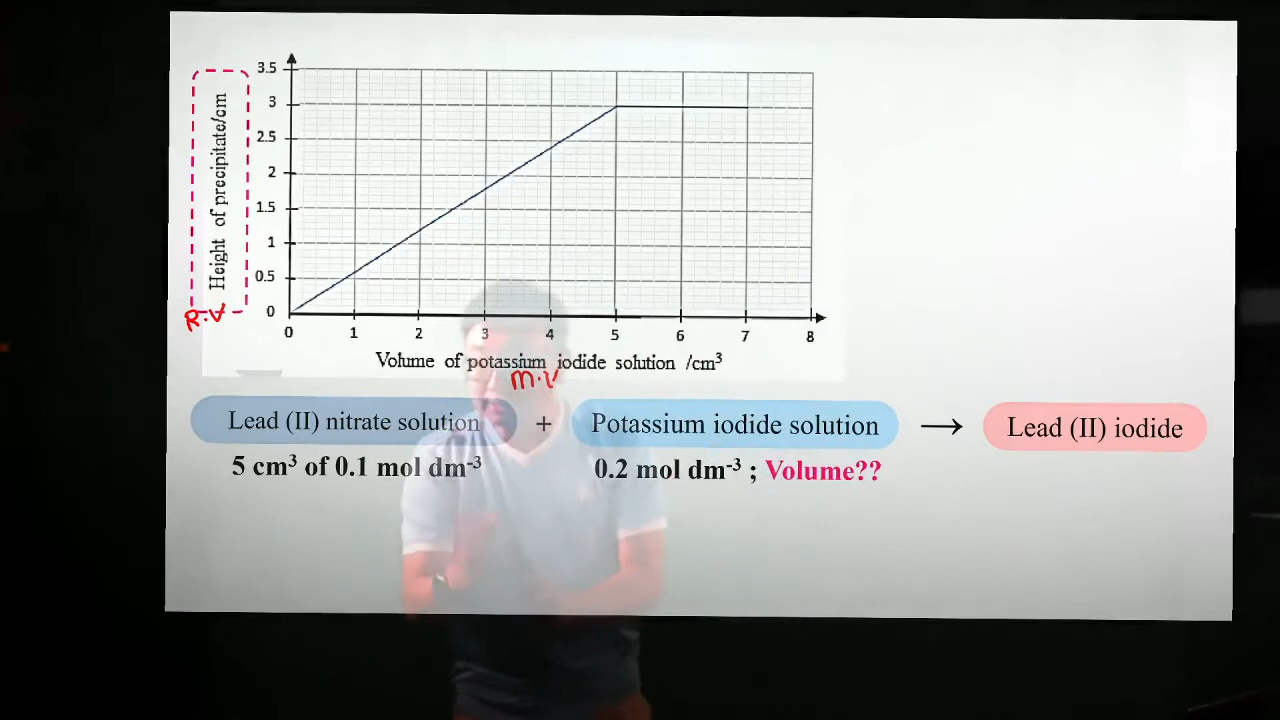 3.5
3
2.5
2
1.5
1
0.5
0
Height of precipitate/cm
R.V
0 1 2 3 4 5 6 7 8
Volume of potassium iodide solution /cm³
M.V
Lead (II) nitrate solution + Potassium iodide solution → Lead (II) iodide
5 cm³ of 0.1 mol dm⁻³ 0.2 mol dm⁻³ ; Volume??